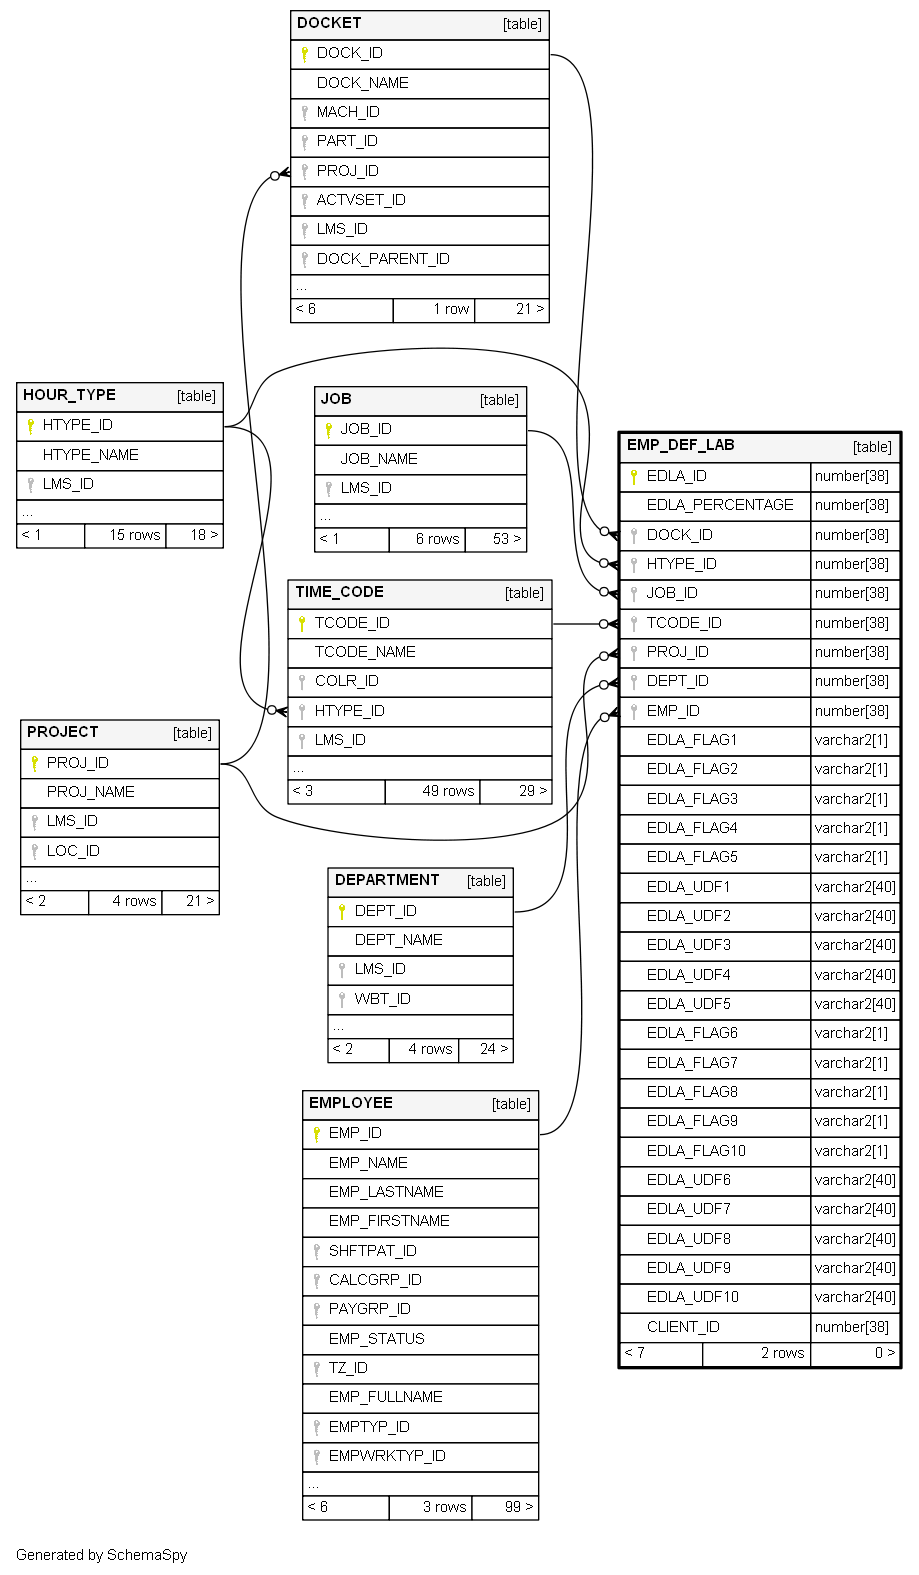 DOCKET [table]
DOCK_ID
DOCK_NAME
MACH_ID
PART_ID
PROJ_ID
ACTVSET_ID
LMS_ID
DOCK_PARENT_ID
...
< 6 1 row 21 >
HOUR_TYPE [table]
HTYPE_ID
HTYPE_NAME
LMS_ID
...
< 1 15 rows 18 >
JOB [table]
JOB_ID
JOB_NAME
LMS_ID
...
< 1 6 rows 53 >
TIME_CODE [table]
TCODE_ID
TCODE_NAME
COLR_ID
HTYPE_ID
LMS_ID
...
< 3 49 rows 29 >
PROJECT [table]
PROJ_ID
PROJ_NAME
LMS_ID
LOC_ID
...
< 2 4 rows 21 >
DEPARTMENT [table]
DEPT_ID
DEPT_NAME
LMS_ID
WBT_ID
...
< 2 4 rows 24 >
EMPLOYEE [table]
EMP_ID
EMP_NAME
EMP_LASTNAME
EMP_FIRSTNAME
SHFTPAT_ID
CALCGRP_ID
PAYGRP_ID
EMP_STATUS
TZ_ID
EMP_FULLNAME
EMPTYP_ID
EMPWRKTYP_ID
...
< 6 3 rows 99 >
EMP_DEF_LAB [table]
EDLA_ID number[38]
EDLA_PERCENTAGE number[38]
DOCK_ID number[38]
HTYPE_ID number[38]
JOB_ID number[38]
TCODE_ID number[38]
PROJ_ID number[38]
DEPT_ID number[38]
EMP_ID number[38]
EDLA_FLAG1 varchar2[1]
EDLA_FLAG2 varchar2[1]
EDLA_FLAG3 varchar2[1]
EDLA_FLAG4 varchar2[1]
EDLA_FLAG5 varchar2[1]
EDLA_UDF1 varchar2[40]
EDLA_UDF2 varchar2[40]
EDLA_UDF3 varchar2[40]
EDLA_UDF4 varchar2[40]
EDLA_UDF5 varchar2[40]
EDLA_FLAG6 varchar2[1]
EDLA_FLAG7 varchar2[1]
EDLA_FLAG8 varchar2[1]
EDLA_FLAG9 varchar2[1]
EDLA_FLAG10 varchar2[1]
EDLA_UDF6 varchar2[40]
EDLA_UDF7 varchar2[40]
EDLA_UDF8 varchar2[40]
EDLA_UDF9 varchar2[40]
EDLA_UDF10 varchar2[40]
CLIENT_ID number[38]
< 7 2 rows 0 >
Generated by SchemaSpy